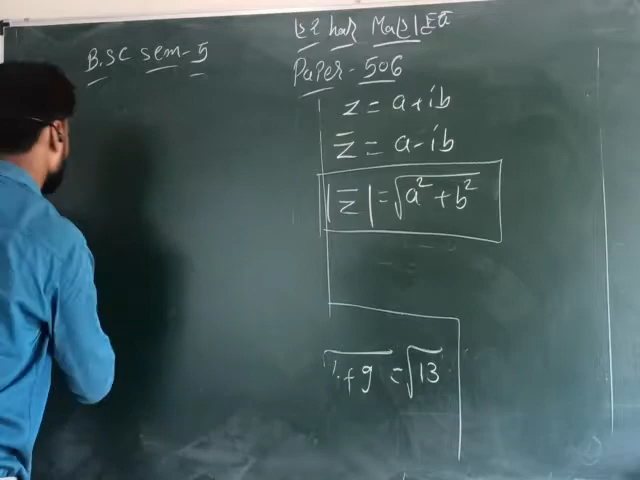 B.SC Sem-5
Paper-506
z = a+ib
z̄ = a-ib
|z̄| = √a²+b²
+9 = √13